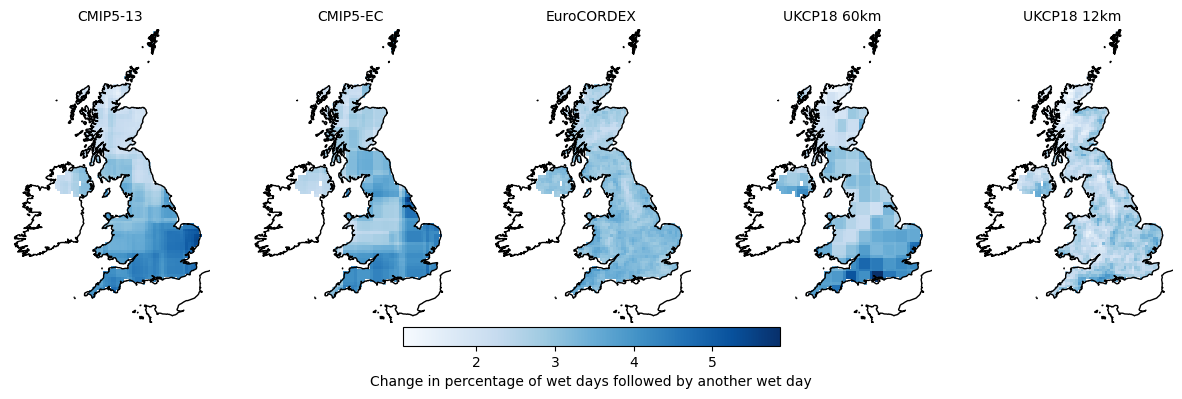 CMIP5-13 CMIP5-EC EuroCORDEX UKCP18 60km UKCP18 12km
2 3 4 5
Change in percentage of wet days followed by another wet day